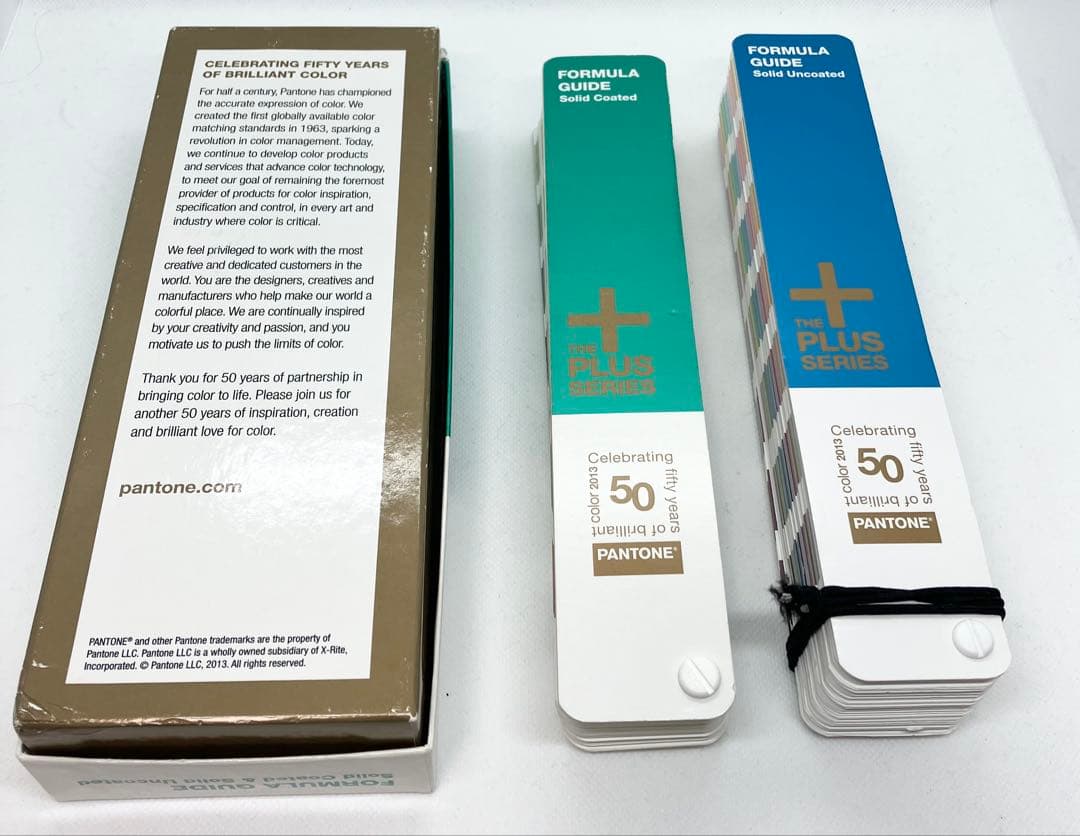 CELEBRATING FIFTY YEARS
OF BRILLIANT COLOR
For half a century, Pantone has championed
the accurate expression of color. We
created the first globally available color
matching standards in 1963, sparking a
revolution in color management. Today,
we continue to develop color products
and services that advance color technology,
to meet our goal of remaining the foremost
provider of products for color inspiration,
specification and control, in every art and
industry where color is critical.
We feel privileged to work with the most
creative and dedicated customers in the
world. You are the designers, creatives and
manufacturers who help make our world a
colorful place. We are continually inspired
by your creativity and passion, and you
motivate us to push the limits of color.
Thank you for 50 years of partnership in
bringing color to life. Please join us for
another 50 years of inspiration, creation
and brilliant love for color.
pantone.com
PANTONE® and other Pantone trademarks are the property of
Pantone LLC. Pantone LLC is a wholly owned subsidiary of X-Rite,
Incorporated. © Pantone LLC, 2013. All rights reserved.
FORMULA GUIDE
Solid Coated & Solid Uncoated
FORMULA
GUIDE
Solid Coated
THE
PLUS
SERIES
Celebrating
fifty years
of brilliant
color 2013
50
PANTONE®
FORMULA
GUIDE
Solid Uncoated
THE
PLUS
SERIES
Celebrating
fifty years
of brilliant
color 2013
50
PANTONE®